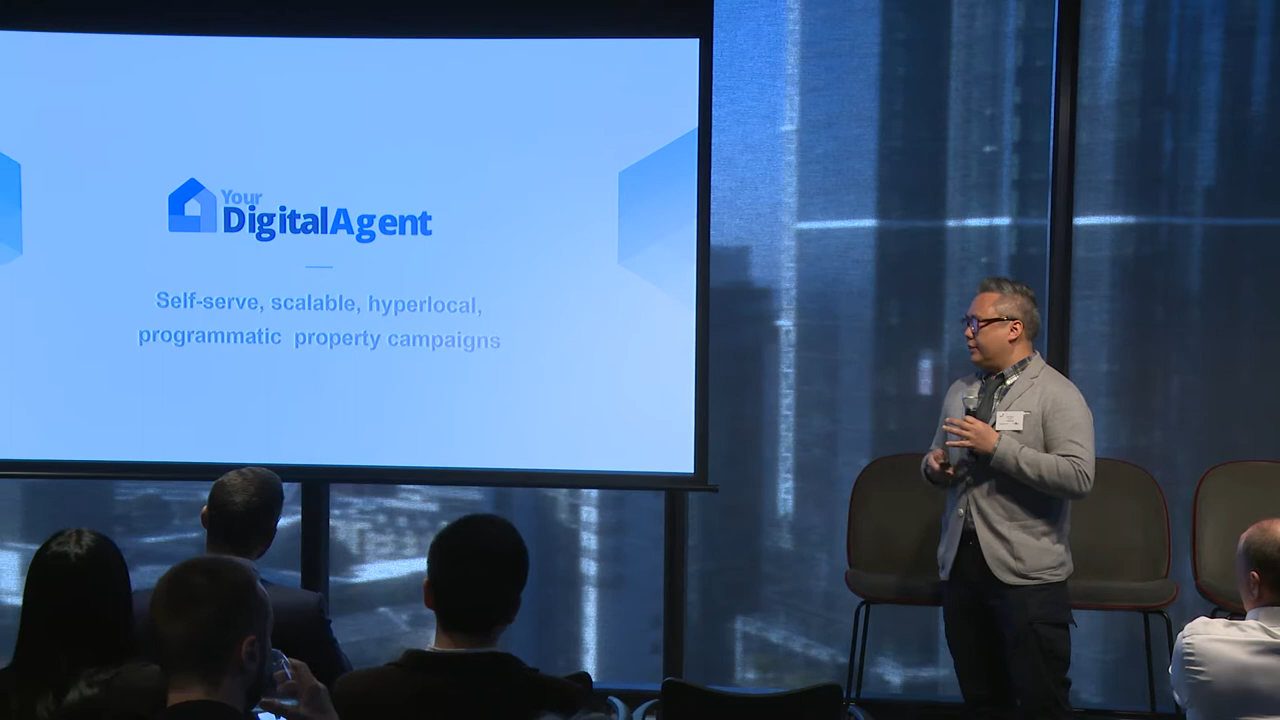 Your
DigitalAgent
Self-serve, scalable, hyperlocal,
programmatic property campaigns